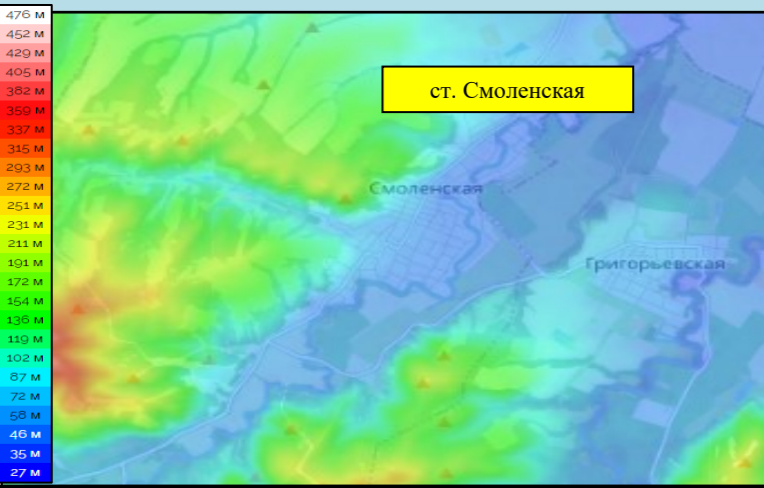 476 м
452 м
429 м
405 м
382 м
359 м
337 м
315 м
293 м
272 м
251 м
231 м
211 м
191 м
172 м
154 м
136 м
119 м
102 м
87 м
72 м
58 м
46 м
35 м
27 м
ст. Смоленская
Смоленская
Григорьевская